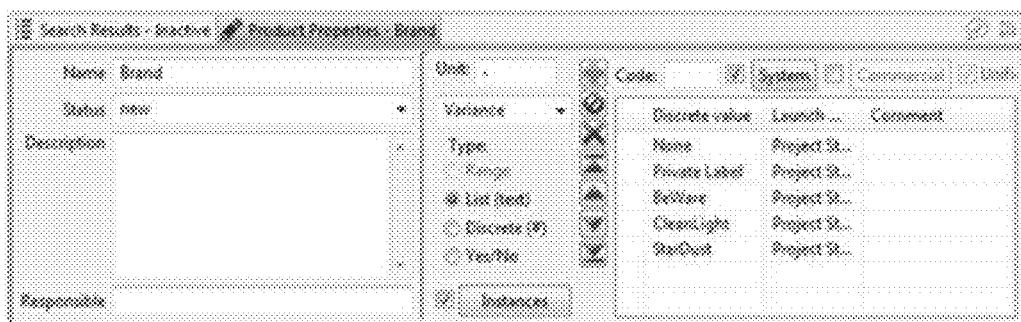 Search Results - Inactive Product Properties - Brand
Name Brand
Status new
Description
Responsible
Unit:
Variance
Type:
Range
List (text)
Discrete (#)
Yes/No
Instances
Code: System Commercial Unit
Discrete value Launch ... Comment
None Project St...
Private Label Project St...
BeWare Project St...
CleanLight Project St...
StarDust Project St...